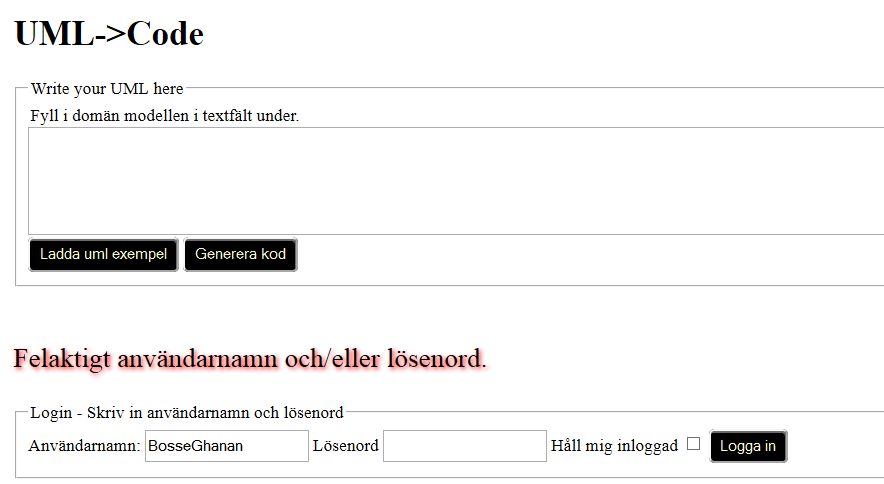 UML->Code
Write your UML here
Fyll i domän modellen i textfält under.
Ladda uml exempel Generera kod
Felaktigt användarnamn och/eller lösenord.
Login - Skriv in användarnamn och lösenord
Användarnamn: BosseGhanan Lösenord Håll mig inloggad Logga in